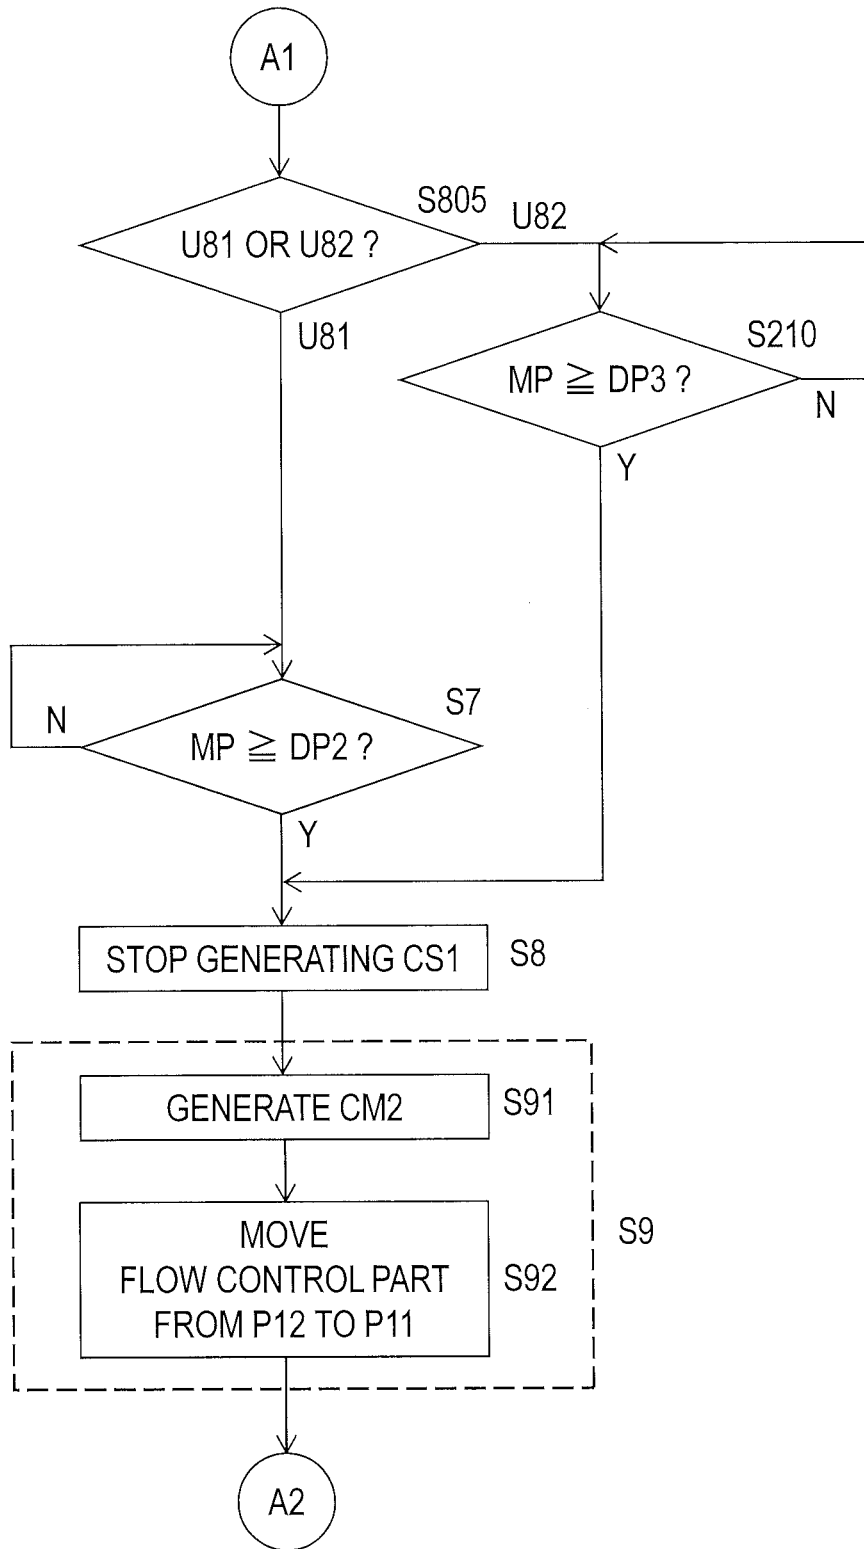 A1
S805
U82
U81 OR U82 ?
U81
S210
MP ≧ DP3 ?
N
Y
S7
N
MP ≧ DP2 ?
Y
STOP GENERATING CS1
S8
GENERATE CM2
S91
S9
MOVE
FLOW CONTROL PART
FROM P12 TO P11
S92
A2